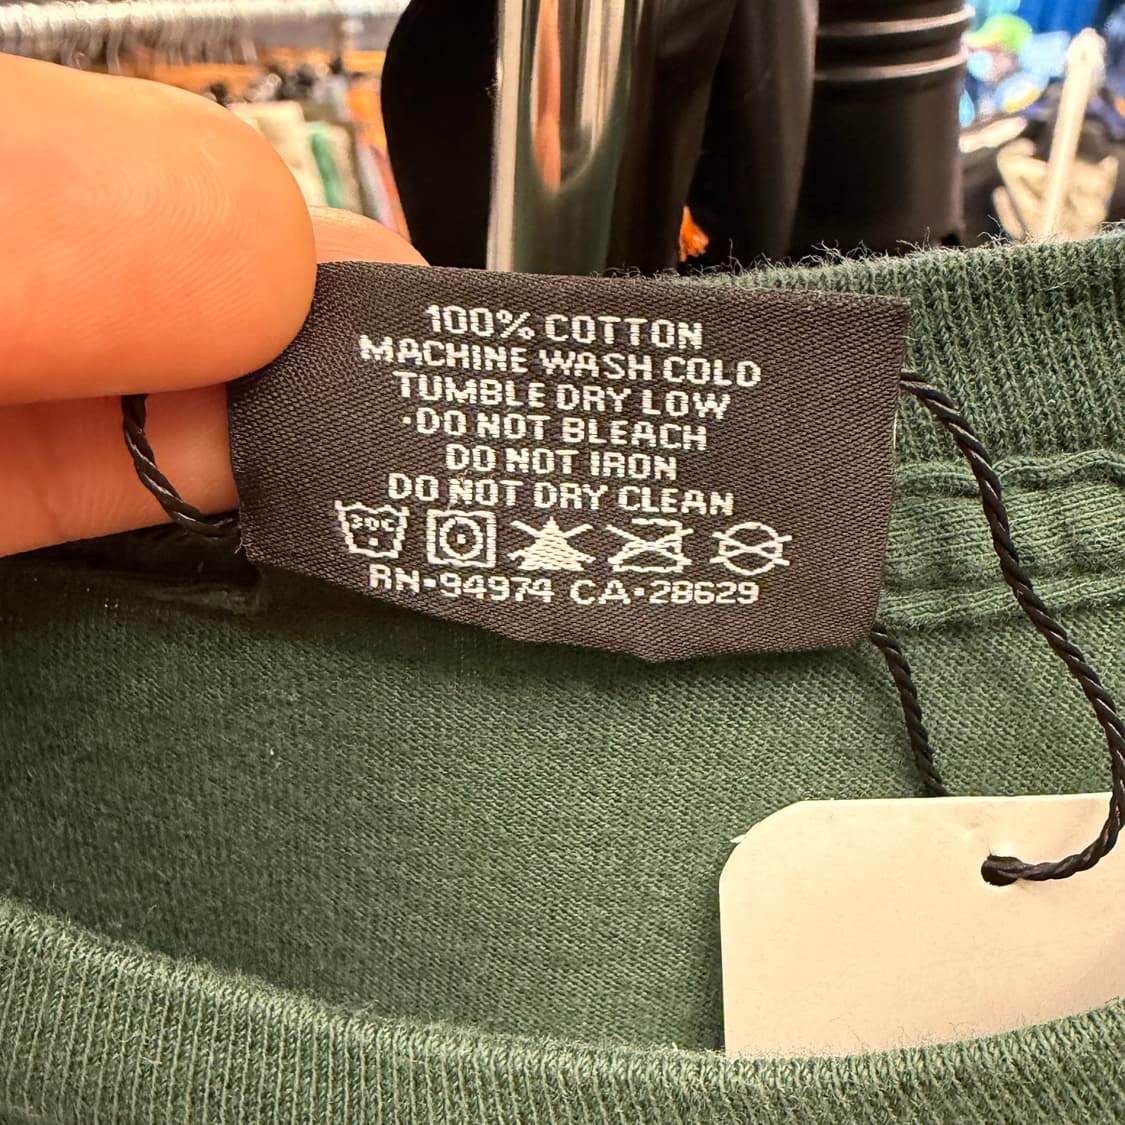 100% COTTON
MACHINE WASH COLD
TUMBLE DRY LOW
·DO NOT BLEACH
DO NOT IRON
DO NOT DRY CLEAN
30C
RN·94974 CA·28629